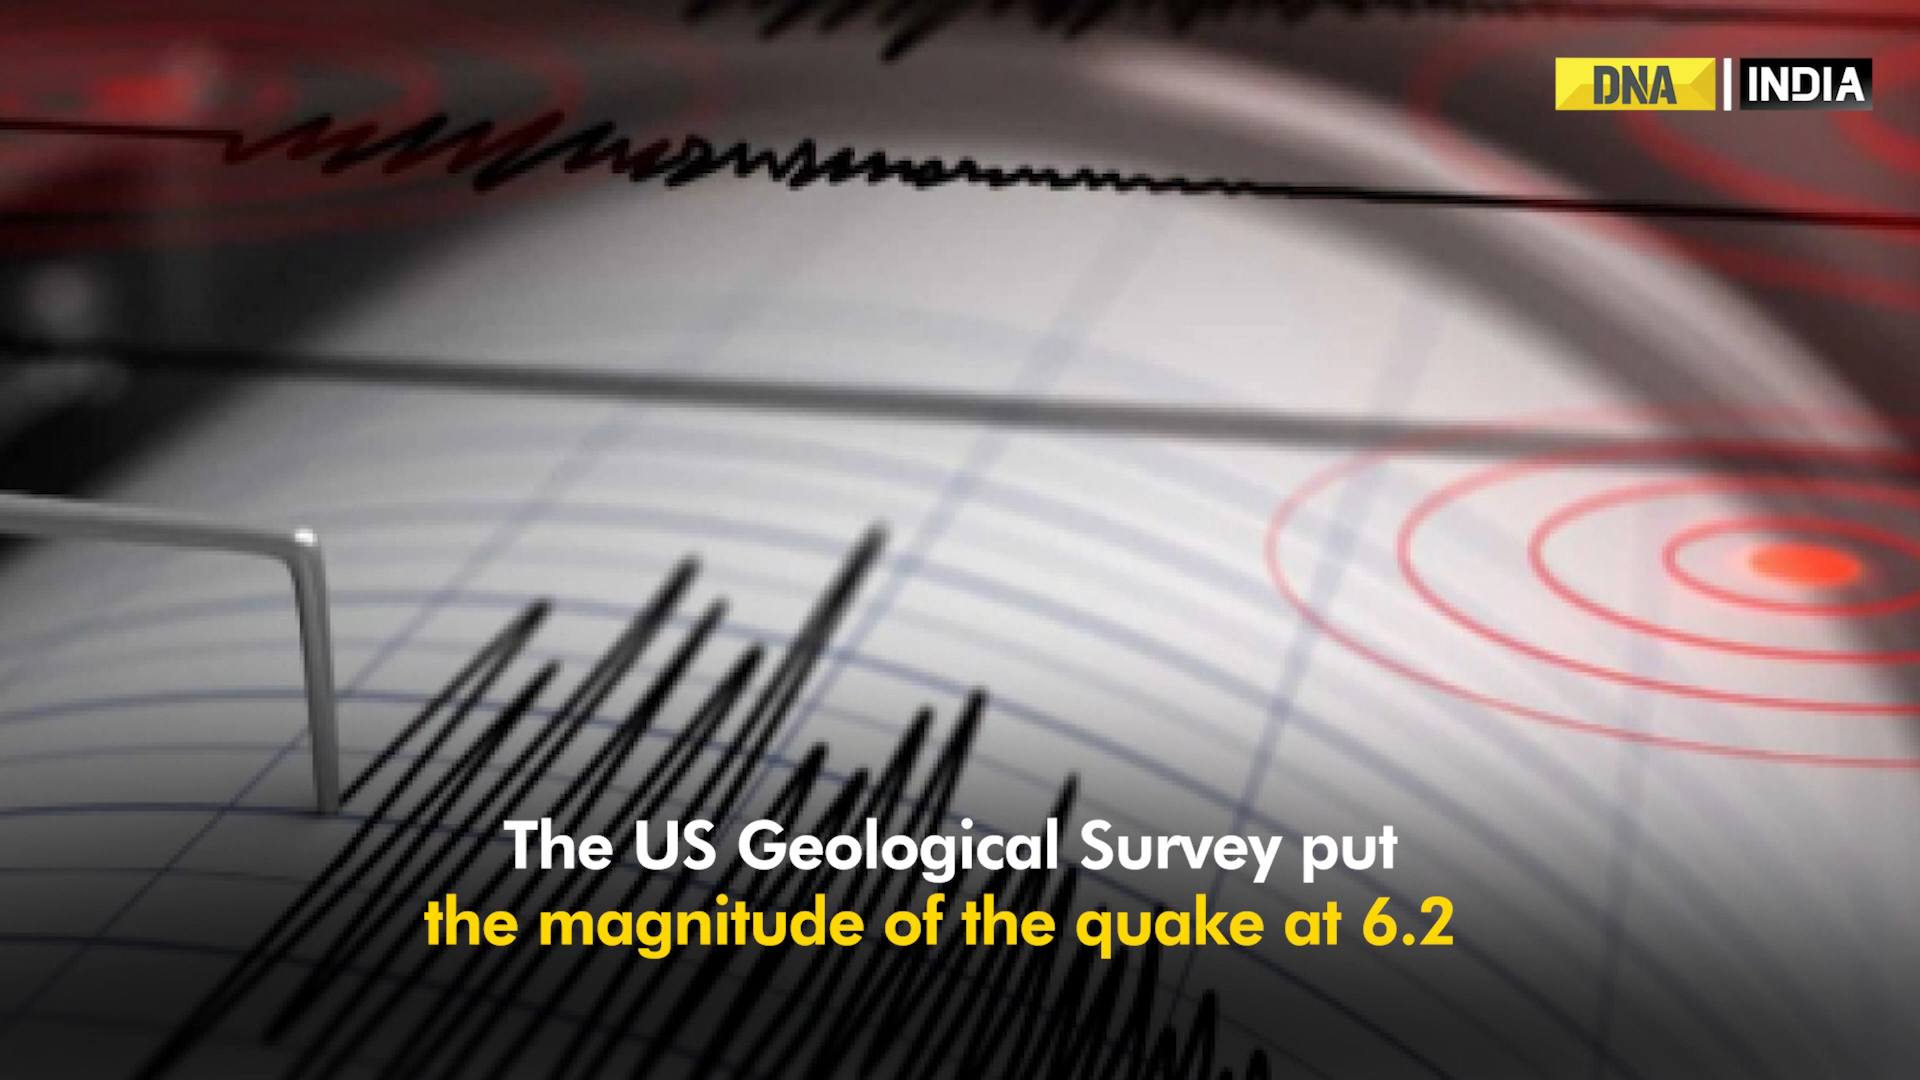 DNA | INDIA
The US Geological Survey put
the magnitude of the quake at 6.2